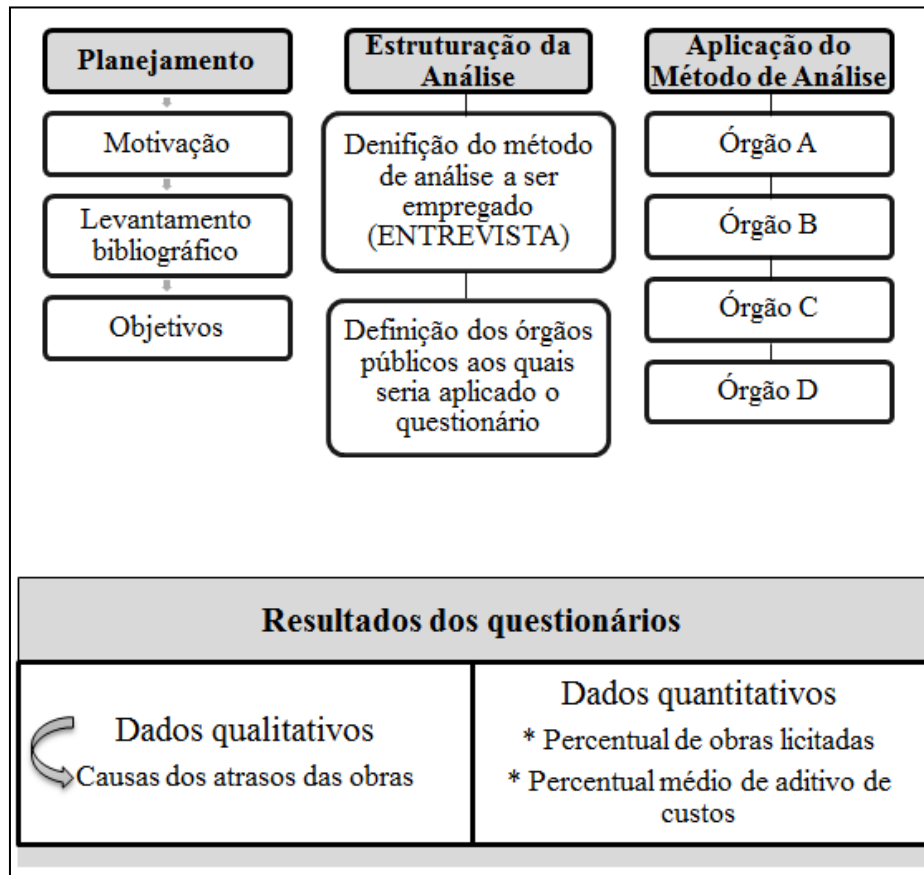 Planejamento
Motivação
Levantamento
bibliográfico
Objetivos
Estruturação da
Análise
Denifição do método
de análise a ser
empregado
(ENTREVISTA)
Definição dos órgãos
públicos aos quais
seria aplicado o
questionário
Aplicação do
Método de Análise
Órgão A
Órgão B
Órgão C
Órgão D
Resultados dos questionários
Dados qualitativos
Causas dos atrasos das obras
Dados quantitativos
* Percentual de obras licitadas
* Percentual médio de aditivo de
custos